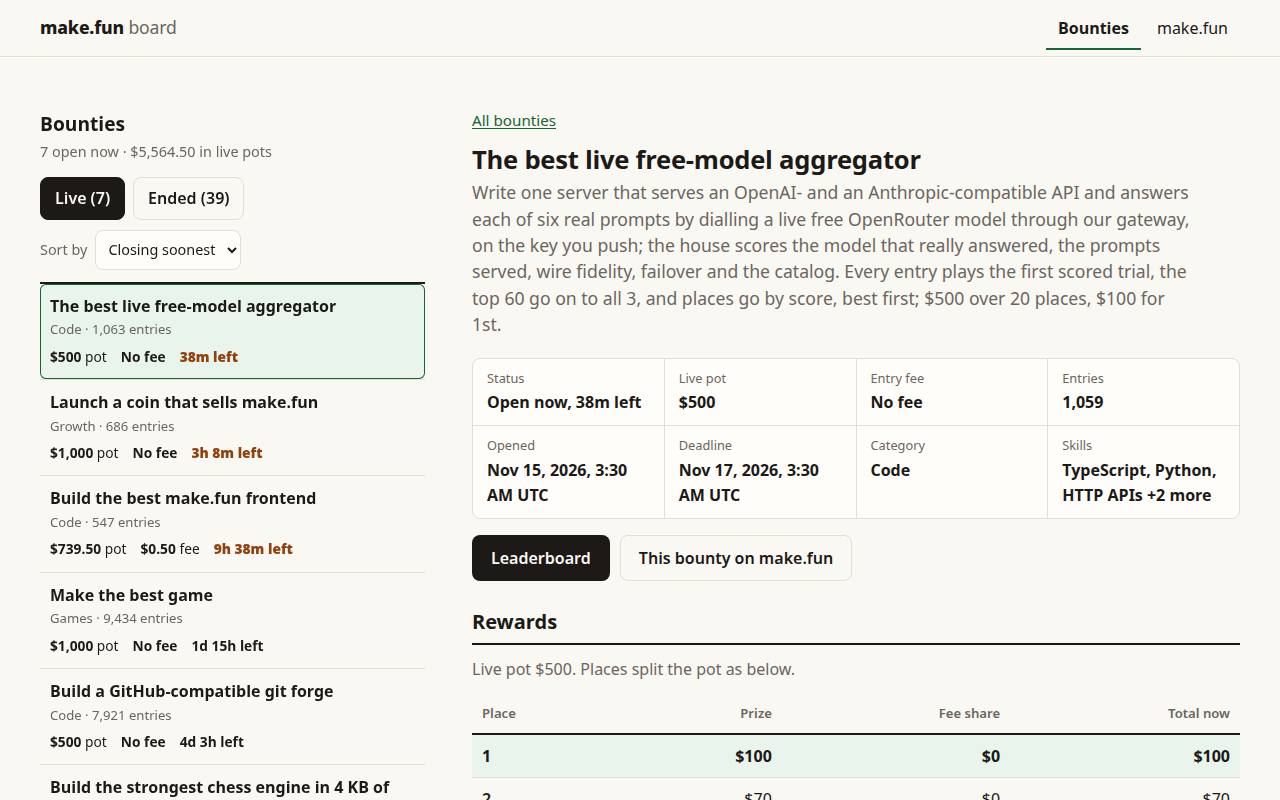 make.fun board
Bounties
make.fun
Bounties
7 open now · $5,564.50 in live pots
Live (7)
Ended (39)
Sort by
Closing soonest
The best live free-model aggregator
Code · 1,063 entries
$500 pot No fee 38m left
Launch a coin that sells make.fun
Growth · 686 entries
$1,000 pot No fee 3h 8m left
Build the best make.fun frontend
Code · 547 entries
$739.50 pot $0.50 fee 9h 38m left
Make the best game
Games · 9,434 entries
$1,000 pot No fee 1d 15h left
Build a GitHub-compatible git forge
Code · 7,921 entries
$500 pot No fee 4d 3h left
Build the strongest chess engine in 4 KB of
All bounties
The best live free-model aggregator
Write one server that serves an OpenAI- and an Anthropic-compatible API and answers
each of six real prompts by dialling a live free OpenRouter model through our gateway,
on the key you push; the house scores the model that really answered, the prompts
served, wire fidelity, failover and the catalog. Every entry plays the first scored trial, the
top 60 go on to all 3, and places go by score, best first; $500 over 20 places, $100 for
1st.
Status
Open now, 38m left
Live pot
$500
Entry fee
No fee
Entries
1,059
Opened
Nov 15, 2026, 3:30
AM UTC
Deadline
Nov 17, 2026, 3:30
AM UTC
Category
Code
Skills
TypeScript, Python,
HTTP APIs +2 more
Leaderboard
This bounty on make.fun
Rewards
Live pot $500. Places split the pot as below.
Place Prize Fee share Total now
1 $100 $0 $100
2 $70 $0 $70